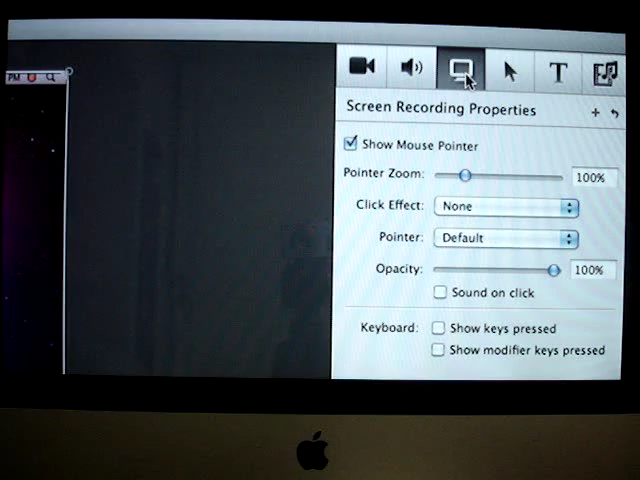 PM
T
Screen Recording Properties
Show Mouse Pointer
Pointer Zoom: 100%
Click Effect: None
Pointer: Default
Opacity: 100%
Sound on click
Keyboard: Show keys pressed
Show modifier keys pressed